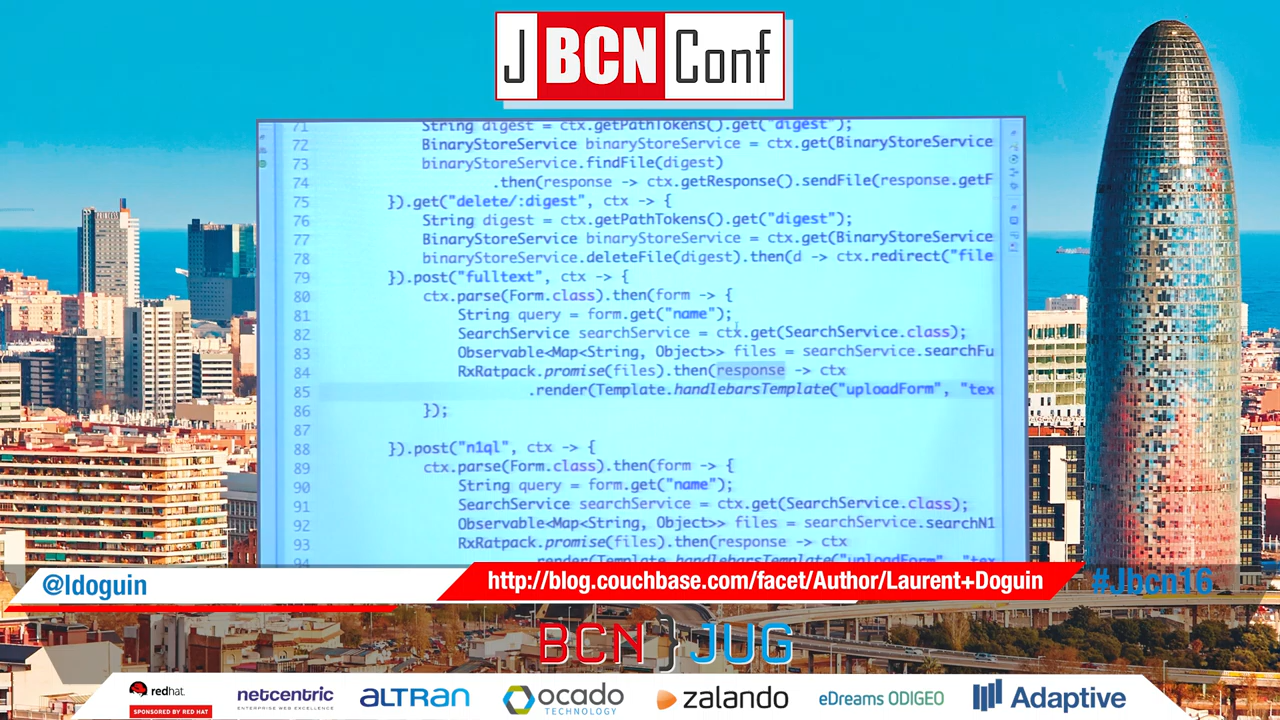 J BCN Conf
71 String digest = ctx.getPathTokens().get("digest");
72 BinaryStoreService binaryStoreService = ctx.get(BinaryStoreService
73 binaryStoreService.findFile(digest)
74 .then(response -> ctx.getResponse().sendFile(response.getF
75 }).get("delete/:digest", ctx -> {
76 String digest = ctx.getPathTokens().get("digest");
77 BinaryStoreService binaryStoreService = ctx.get(BinaryStoreService
78 binaryStoreService.deleteFile(digest).then(d -> ctx.redirect("file
79 }).post("fulltext", ctx -> {
80 ctx.parse(Form.class).then(form -> {
81 String query = form.get("name");
82 SearchService searchService = ctx.get(SearchService.class);
83 Observable<Map<String, Object>> files = searchService.searchFu
84 RxRatpack.promise(files).then(response -> ctx
85 .render(Template.handlebarsTemplate("uploadForm", "tex
86 });
87
88 }).post("n1ql", ctx -> {
89 ctx.parse(Form.class).then(form -> {
90 String query = form.get("name");
91 SearchService searchService = ctx.get(SearchService.class);
92 Observable<Map<String, Object>> files = searchService.searchN1
93 RxRatpack.promise(files).then(response -> ctx
94 .render(Template.handlebarsTemplate("uploadForm", "tex
@ldoguin
http://blog.couchbase.com/facet/Author/Laurent+Doguin
#Jbcn16
BCN JUG
redhat.
SPONSORED BY RED HAT
netcentric
ENTERPRISE WEB EXCELLENCE
ALTRAN
ocado
TECHNOLOGY
zalando
eDreams ODIGEO
Adaptive